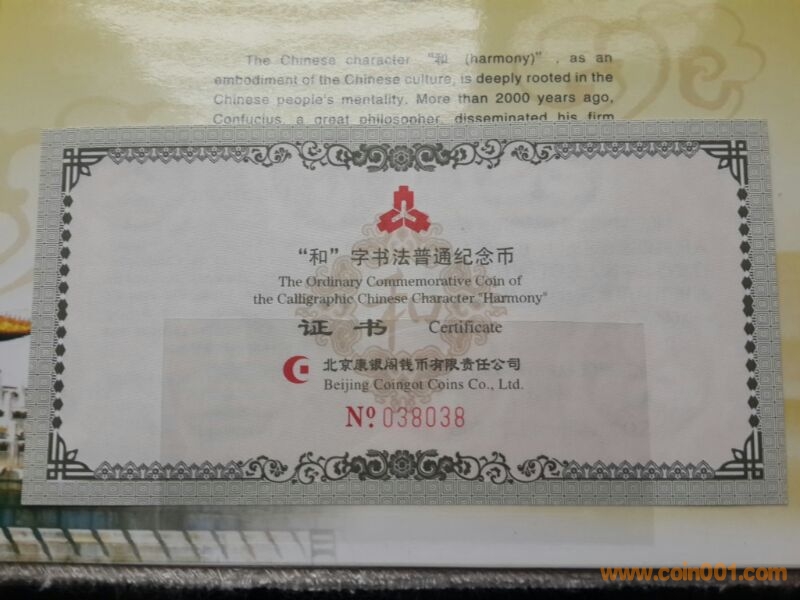 The Chinese character "和 (harmony)" , as an
embodiment of the Chinese culture, is deeply rooted in the
Chinese people's mentality. More than 2000 years ago,
Confucius, a great philosopher, disseminated his firm
"和"字书法普通纪念币
The Ordinary Commemorative Coin of
the Calligraphic Chinese Character "Harmony"
和
证书 Certificate
北京康银阁钱币有限责任公司
Beijing Coingot Coins Co., Ltd.
Nº 038038
www.coin001.com